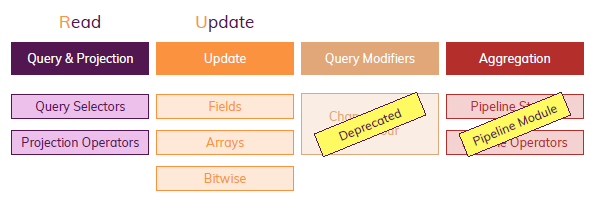 Read
Update
Query & Projection
Update
Query Modifiers
Aggregation
Query Selectors
Fields
Deprecated
Pipeline Module
Projection Operators
Arrays
Operators
Bitwise